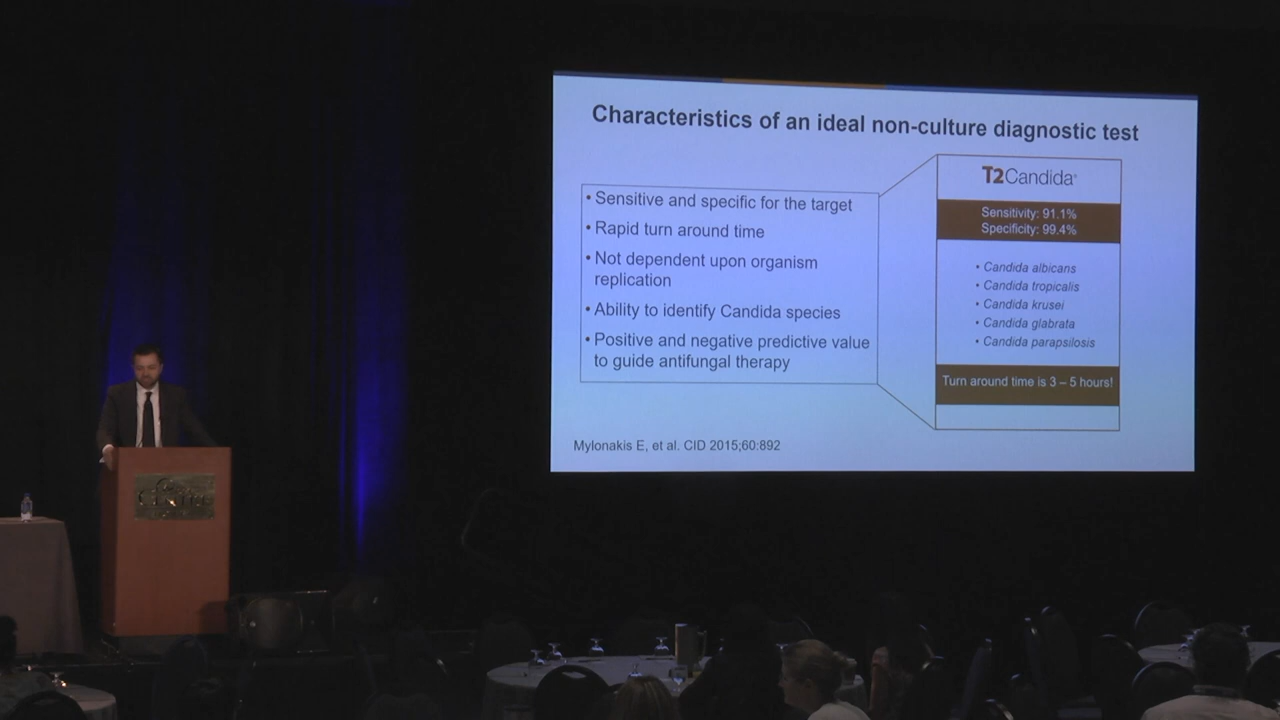 Characteristics of an ideal non-culture diagnostic test
• Sensitive and specific for the target
• Rapid turn around time
• Not dependent upon organism
replication
• Ability to identify Candida species
• Positive and negative predictive value
to guide antifungal therapy
T2Candida®
Sensitivity: 91.1%
Specificity: 99.4%
• Candida albicans
• Candida tropicalis
• Candida krusei
• Candida glabrata
• Candida parapsilosis
Turn around time is 3 – 5 hours!
Mylonakis E, et al. CID 2015;60:892